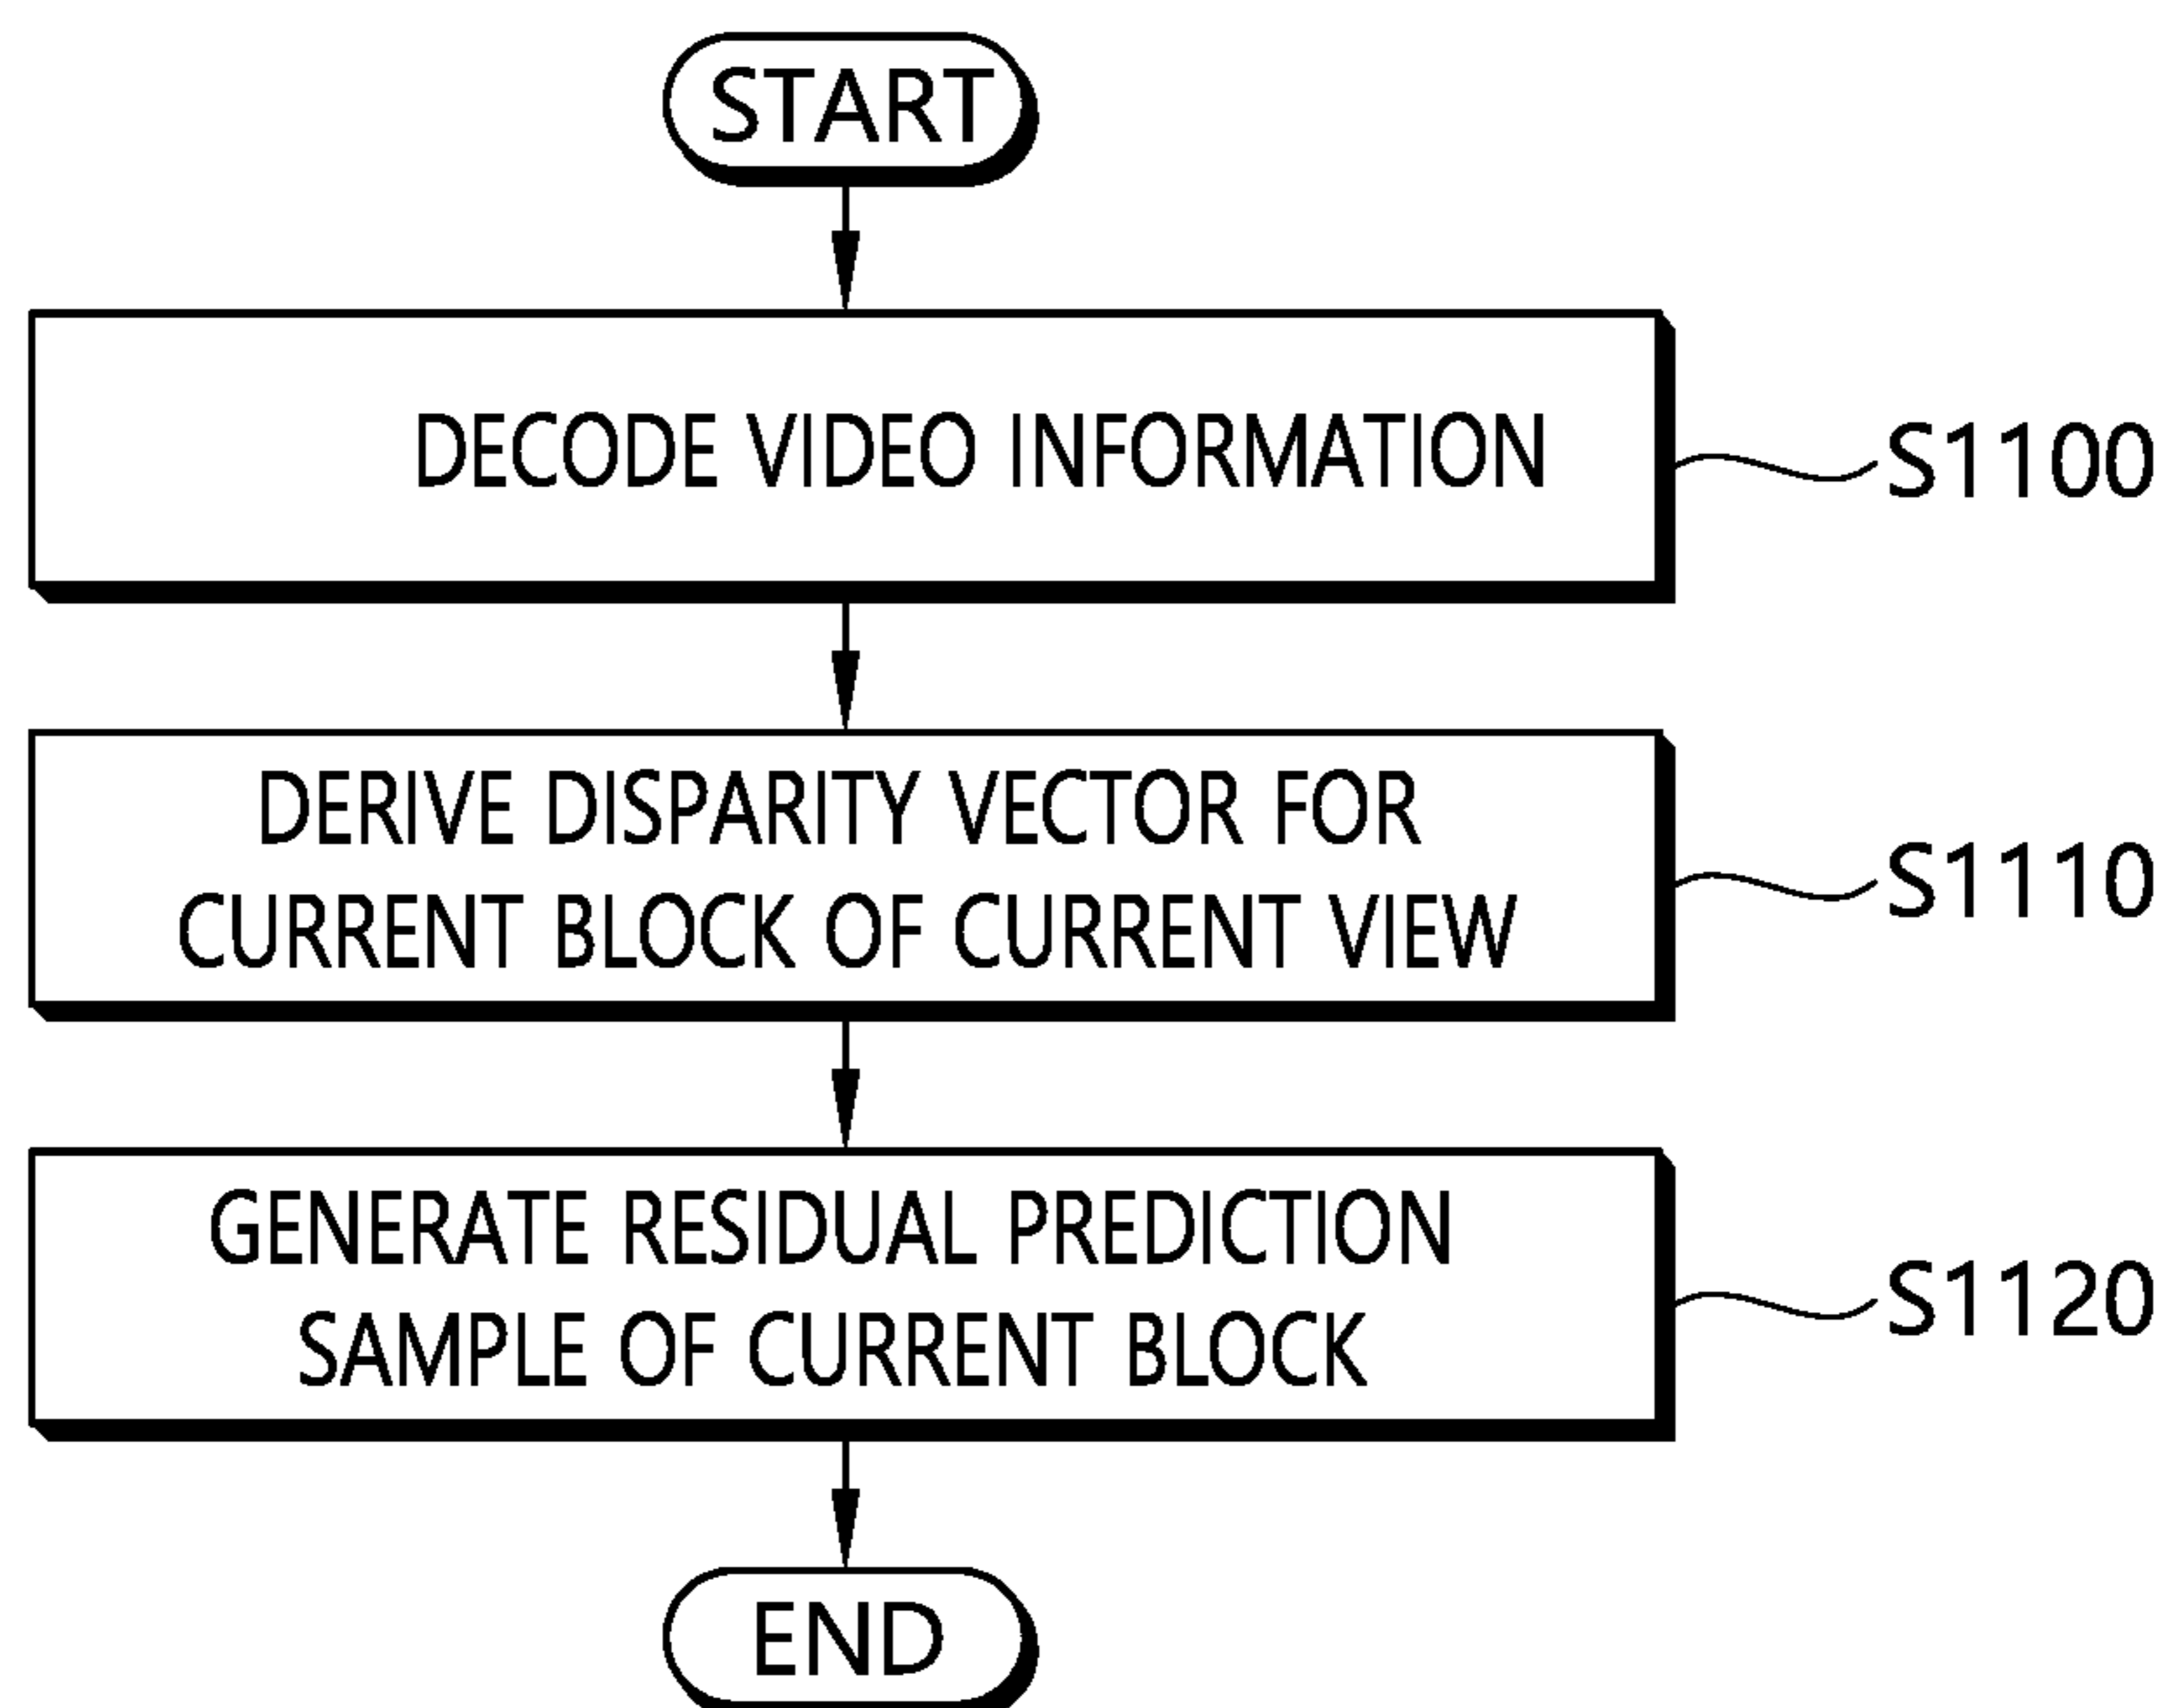 START
DECODE VIDEO INFORMATION
S1100
DERIVE DISPARITY VECTOR FOR
CURRENT BLOCK OF CURRENT VIEW
S1110
GENERATE RESIDUAL PREDICTION
SAMPLE OF CURRENT BLOCK
S1120
END